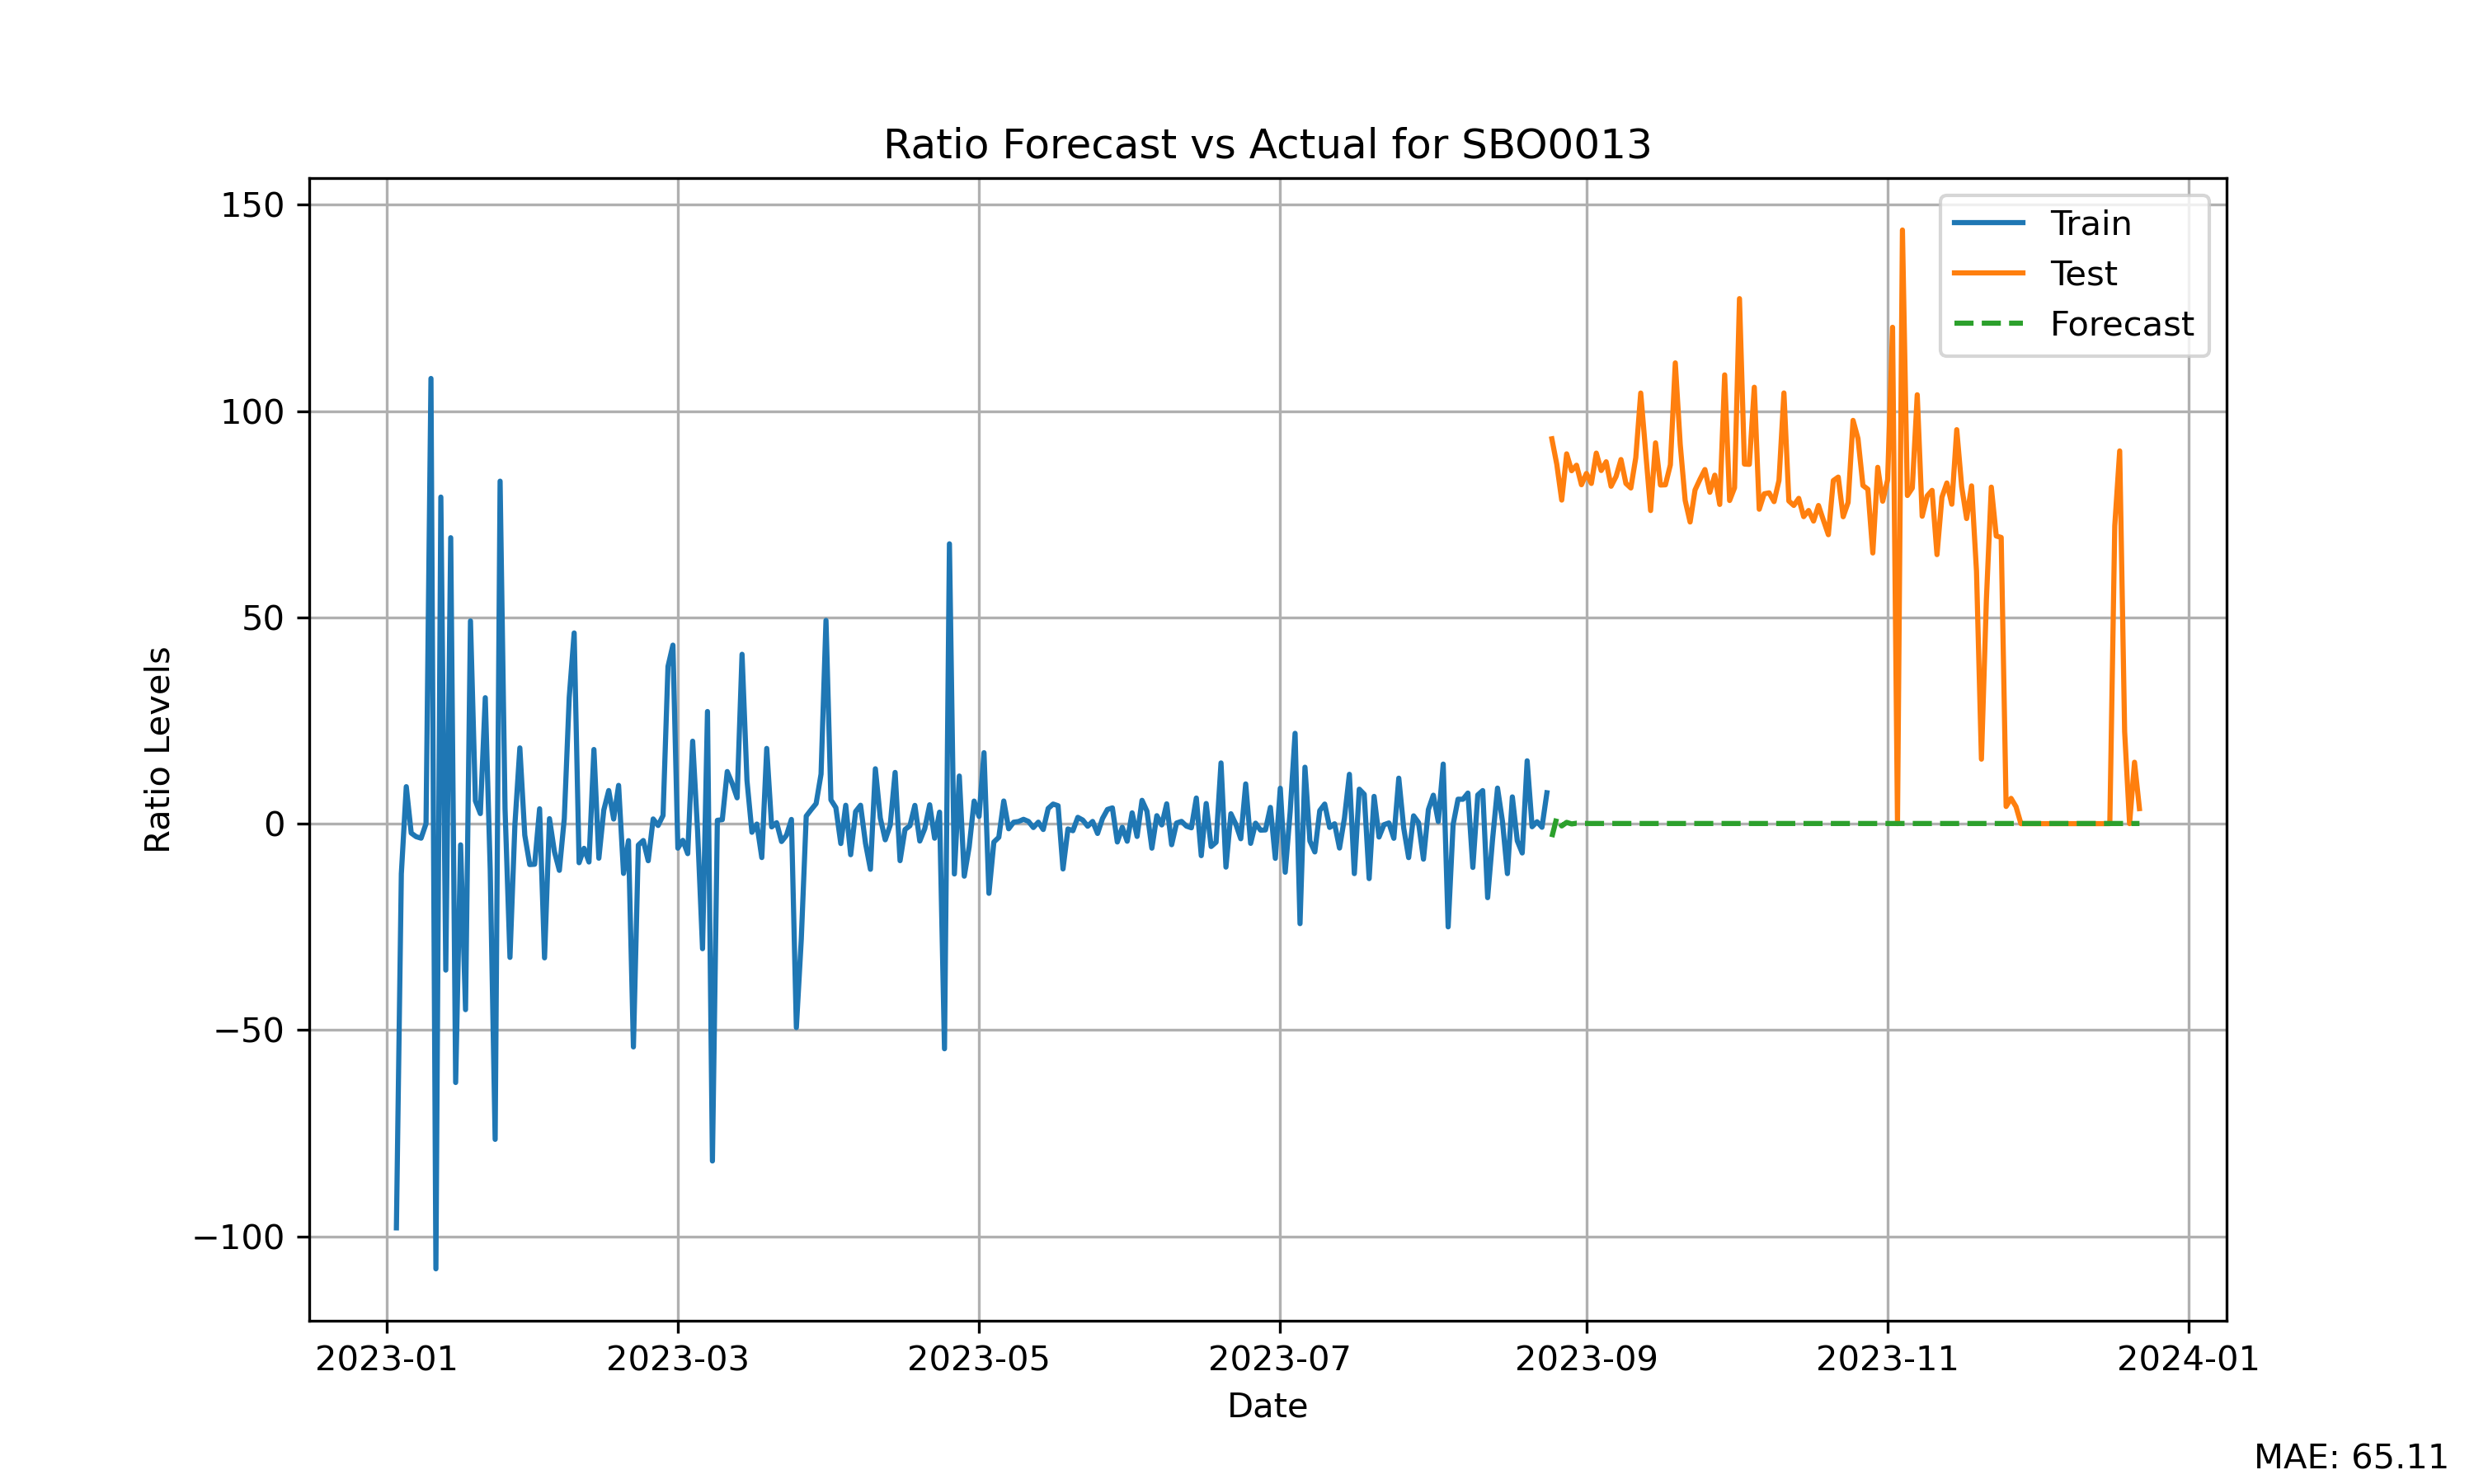 Ratio Forecast vs Actual for SBO0013
150
100
50
0
−50
−100
Ratio Levels
Train
Test
Forecast
2023-01 2023-03 2023-05 2023-07 2023-09 2023-11 2024-01
Date
MAE: 65.11